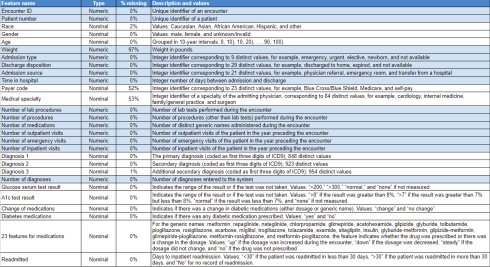 Feature name Type % missing Description and values
Encounter ID Numeric 0% Unique identifier of an encounter
Patient number Numeric 0% Unique identifier of a patient
Race Nominal 2% Values: Caucasian, Asian, African American, Hispanic, and other
Gender Nominal 0% Values: male, female, and unknown/invalid
Age Nominal 0% Grouped in 10-year intervals: 0, 10), 10, 20), ..., 90, 100)
Weight Numeric 97% Weight in pounds.
Admission type Nominal 0% Integer identifier corresponding to 9 distinct values, for example, emergency, urgent, elective, newborn, and not available
Discharge disposition Nominal 0% Integer identifier corresponding to 29 distinct values, for example, discharged to home, expired, and not available
Admission source Nominal 0% Integer identifier corresponding to 21 distinct values, for example, physician referral, emergency room, and transfer from a hospital
Time in hospital Numeric 0% Integer number of days between admission and discharge
Payer code Nominal 52% Integer identifier corresponding to 23 distinct values, for example, Blue Cross/Blue Shield, Medicare, and self-pay
Medical specialty Nominal 53% Integer identifier of a specialty of the admitting physician, corresponding to 84 distinct values, for example, cardiology, internal medicine,
family/general practice, and surgeon
Number of lab procedures Numeric 0% Number of lab tests performed during the encounter
Number of procedures Numeric 0% Number of procedures (other than lab tests) performed during the encounter
Number of medications Numeric 0% Number of distinct generic names administered during the encounter
Number of outpatient visits Numeric 0% Number of outpatient visits of the patient in the year preceding the encounter
Number of emergency visits Numeric 0% Number of emergency visits of the patient in the year preceding the encounter
Number of inpatient visits Numeric 0% Number of inpatient visits of the patient in the year preceding the encounter
Diagnosis 1 Nominal 0% The primary diagnosis (coded as first three digits of ICD9); 848 distinct values
Diagnosis 2 Nominal 0% Secondary diagnosis (coded as first three digits of ICD9); 923 distinct values
Diagnosis 3 Nominal 1% Additional secondary diagnosis (coded as first three digits of ICD9); 954 distinct values
Number of diagnoses Numeric 0% Number of diagnoses entered to the system
Glucose serum test result Nominal 0% Indicates the range of the result or if the test was not taken. Values: ">200," ">300," "normal," and "none" if not measured
A1c test result Nominal 0% Indicates the range of the result or if the test was not taken. Values: ">8" if the result was greater than 8%, ">7" if the result was greater than 7%
but less than 8%, "normal" if the result was less than 7%, and "none" if not measured.
Change of medications Nominal 0% Indicates if there was a change in diabetic medications (either dosage or generic name). Values: "change" and "no change"
Diabetes medications Nominal 0% Indicates if there was any diabetic medication prescribed. Values: "yes" and "no"
23 features for medications Nominal 0% For the generic names: metformin, repaglinide, nateglinide, chlorpropamide, glimepiride, acetohexamide, glipizide, glyburide, tolbutamide,
pioglitazone, rosiglitazone, acarbose, miglitol, troglitazone, tolazamide, examide, sitagliptin, insulin, glyburide-metformin, glipizide-metformin,
glimepiride-pioglitazone, metformin-rosiglitazone, and metformin-pioglitazone, the feature indicates whether the drug was prescribed or there was
a change in the dosage. Values: "up" if the dosage was increased during the encounter, "down" if the dosage was decreased, "steady" if the
dosage did not change, and "no" if the drug was not prescribed
Readmitted Nominal 0% Days to inpatient readmission. Values: "<30" if the patient was readmitted in less than 30 days, ">30" if the patient was readmitted in more than 30
days, and "No" for no record of readmission.